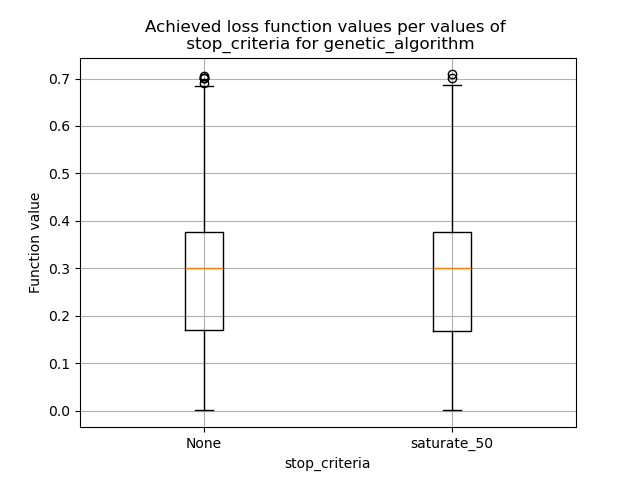 Achieved loss function values per values of
stop_criteria for genetic_algorithm
0.7
0.6
0.5
0.4
0.3
0.2
0.1
0.0
Function value
None
saturate_50
stop_criteria